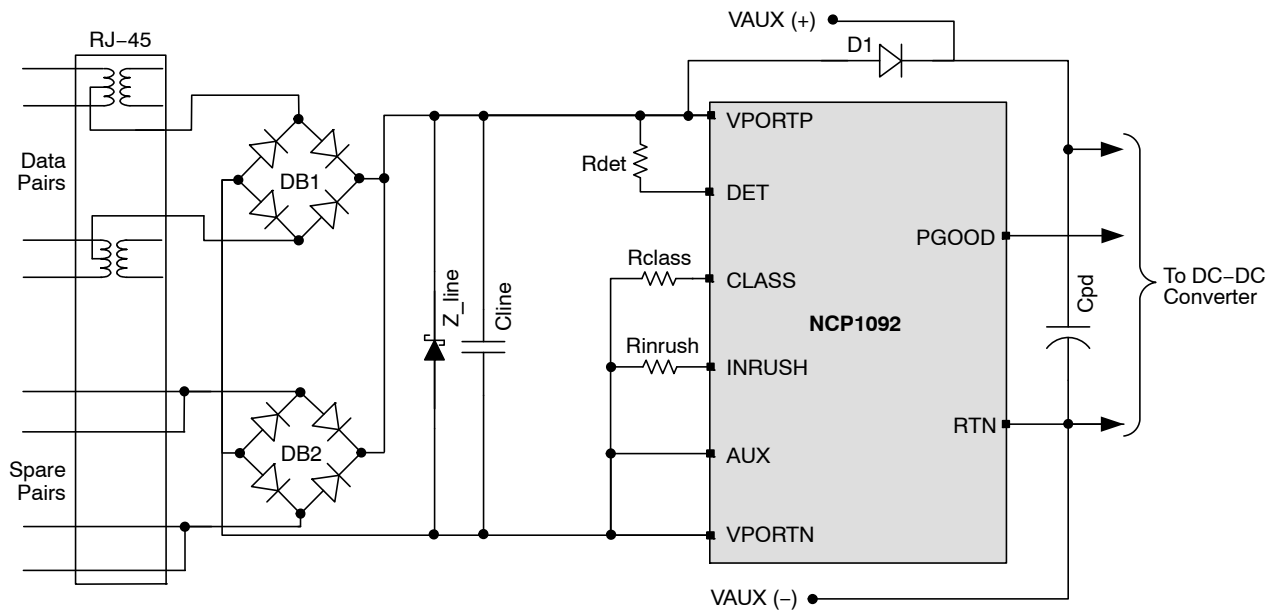 VAUX (+)
RJ−45
D1
VPORTP
Rdet
Data
Pairs
DB1
DET
PGOOD
Rclass
CLASS
To DC−DC
Converter
Z_line
Cline
Cpd
NCP1092
Rinrush
INRUSH
RTN
DB2
AUX
Spare
Pairs
VPORTN
VAUX (−)